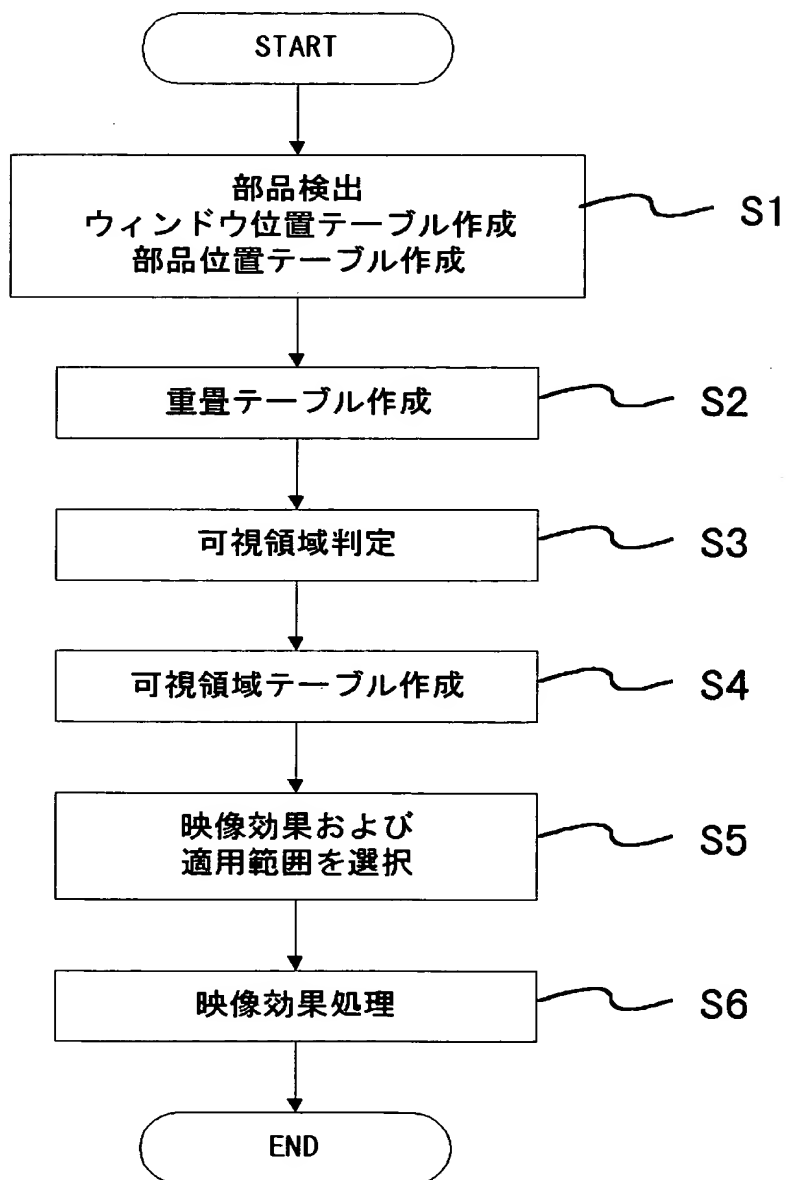 START
部品検出
ウィンドウ位置テーブル作成
部品位置テーブル作成
S1
重畳テーブル作成
S2
可視領域判定
S3
可視領域テーブル作成
S4
映像効果および
適用範囲を選択
S5
映像効果処理
S6
END